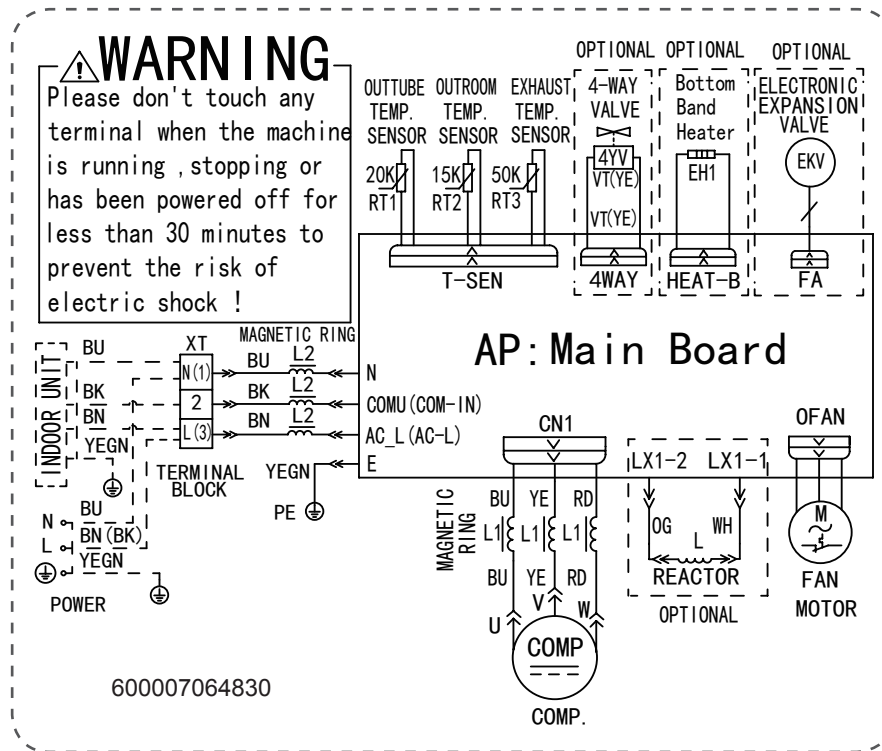 WARNING
Please don't touch any
terminal when the machine
is running ,stopping or
has been powered off for
less than 30 minutes to
prevent the risk of
electric shock !
OUTTUBE
TEMP.
SENSOR
OUTROOM
TEMP.
SENSOR
EXHAUST
TEMP.
SENSOR
20K
RT1
15K
RT2
50K
RT3
T-SEN
OPTIONAL
4-WAY
VALVE
4YV
VT(YE)
VT(YE)
4WAY
OPTIONAL
Bottom
Band
Heater
EH1
HEAT-B
OPTIONAL
ELECTRONIC
EXPANSION
VALVE
EKV
FA
AP:Main Board
INDOOR UNIT
BU
BK
BN
YEGN
XT
N(1)
2
L(3)
TERMINAL
BLOCK
MAGNETIC RING
BU
L2
N
BK
L2
COMU(COM-IN)
BN
L2
AC_L(AC-L)
YEGN
E
PE
N
BU
L
BN(BK)
YEGN
POWER
CN1
MAGNETIC
RING
BU
YE
RD
L1
L1
L1
BU
YE
RD
U
V
W
COMP
COMP.
LX1-2
LX1-1
OG
WH
L
REACTOR
OPTIONAL
OFAN
M
FAN
MOTOR
600007064830